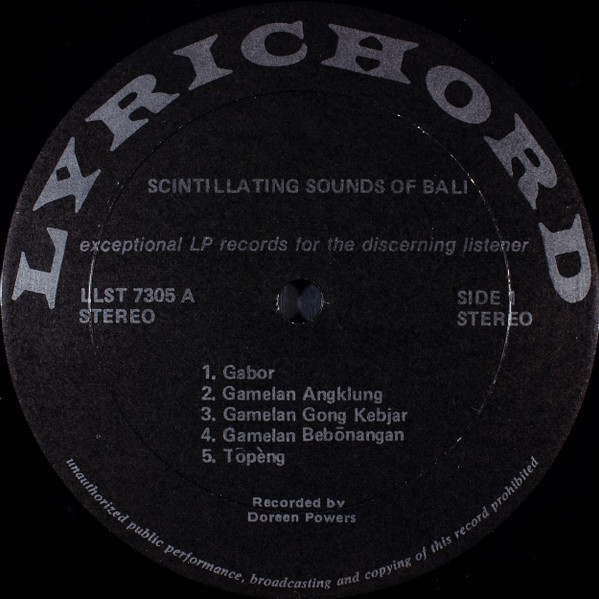 LYRICHORD
SCINTILLATING SOUNDS OF BALI
exceptional LP records for the discerning listener
LLST 7305 A
STEREO
SIDE 1
STEREO
1. Gabor
2. Gamelan Angklung
3. Gamelan Gong Kebjar
4. Gamelan Bebōnangan
5. Tōpèng
Recorded by
Doreen Powers
unauthorized public performance, broadcasting and copying of this record prohibited